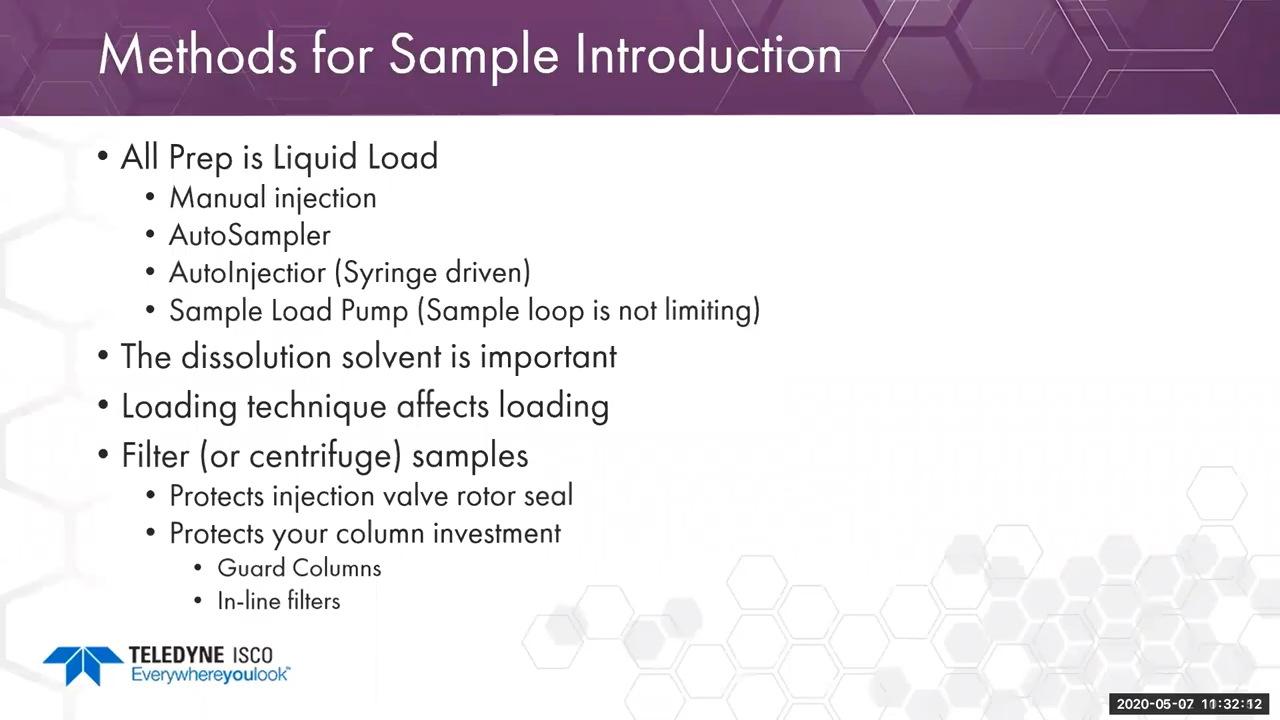 Methods for Sample Introduction
• All Prep is Liquid Load
• Manual injection
• AutoSampler
• AutoInjectior (Syringe driven)
• Sample Load Pump (Sample loop is not limiting)
• The dissolution solvent is important
• Loading technique affects loading
• Filter (or centrifuge) samples
• Protects injection valve rotor seal
• Protects your column investment
• Guard Columns
• In-line filters
TELEDYNE ISCO
Everywhereyoulook™
2020-05-07 11:32:12